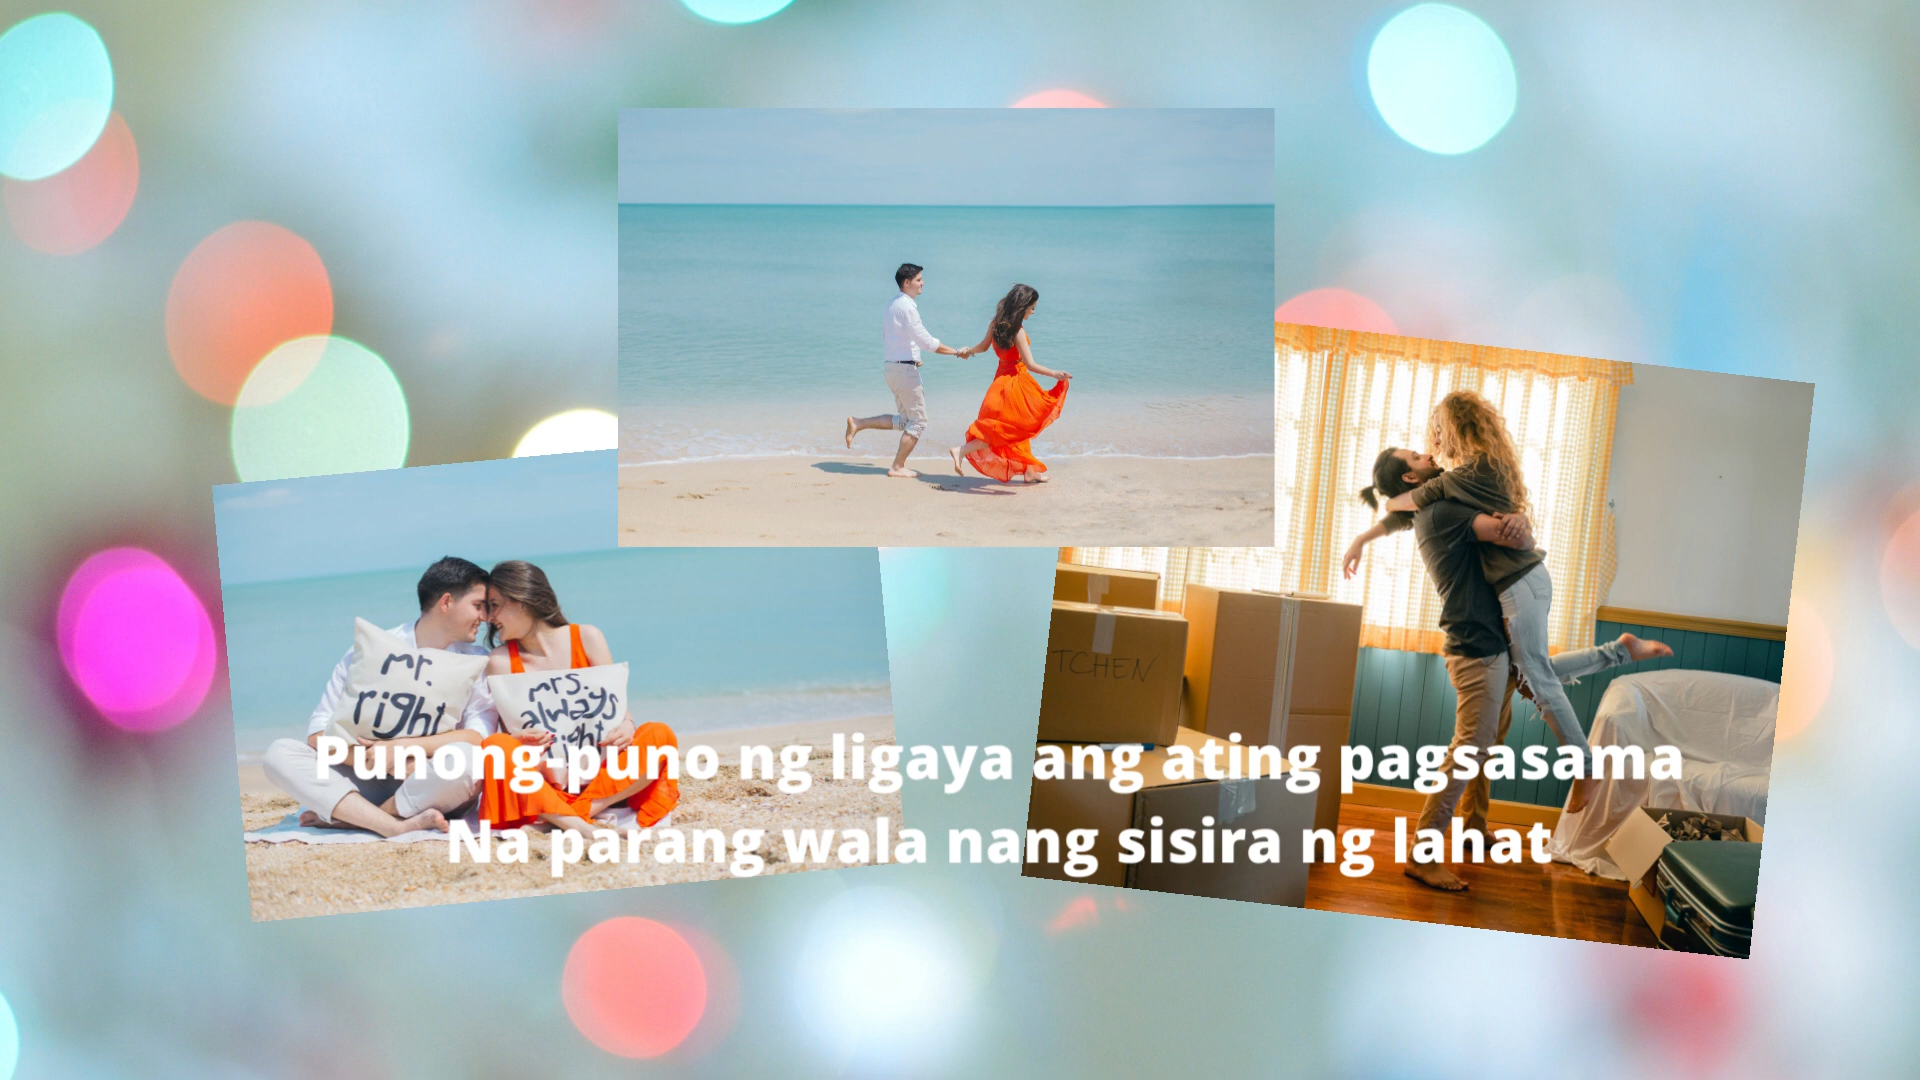 mr.
right
mrs.
always
right
TCHEN
Punong-puno ng ligaya ang ating pagsasama
Na parang wala nang sisira ng lahat